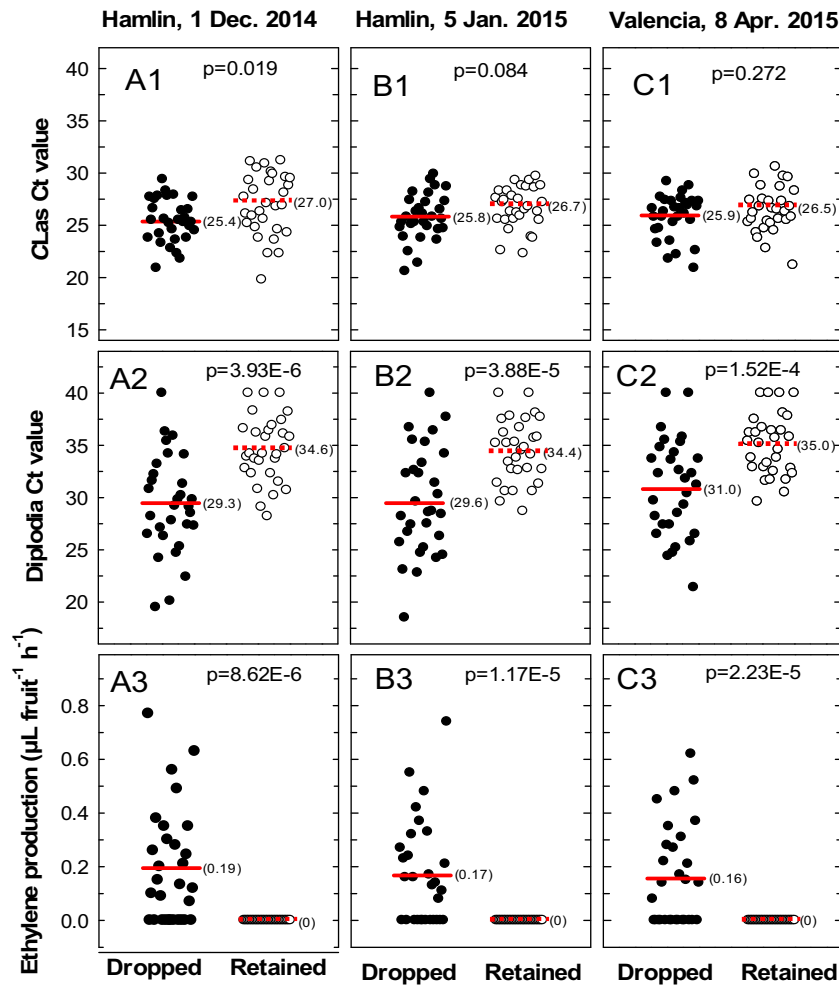 Hamlin, 1 Dec. 2014 Hamlin, 5 Jan. 2015 Valencia, 8 Apr. 2015
CLas Ct value
40
35
30
25
20
15
A1 p=0.019
(25.4) (27.0)
B1 p=0.084
(25.8) (26.7)
C1 p=0.272
(25.9) (26.5)
Diplodia Ct value
40
35
30
25
20
A2 p=3.93E-6
(29.3) (34.6)
B2 p=3.88E-5
(29.6) (34.4)
C2 p=1.52E-4
(31.0) (35.0)
Ethylene production (µL fruit⁻¹ h⁻¹)
0.8
0.6
0.4
0.2
0.0
A3 p=8.62E-6
(0.19) (0)
B3 p=1.17E-5
(0.17) (0)
C3 p=2.23E-5
(0.16) (0)
Dropped Retained Dropped Retained Dropped Retained